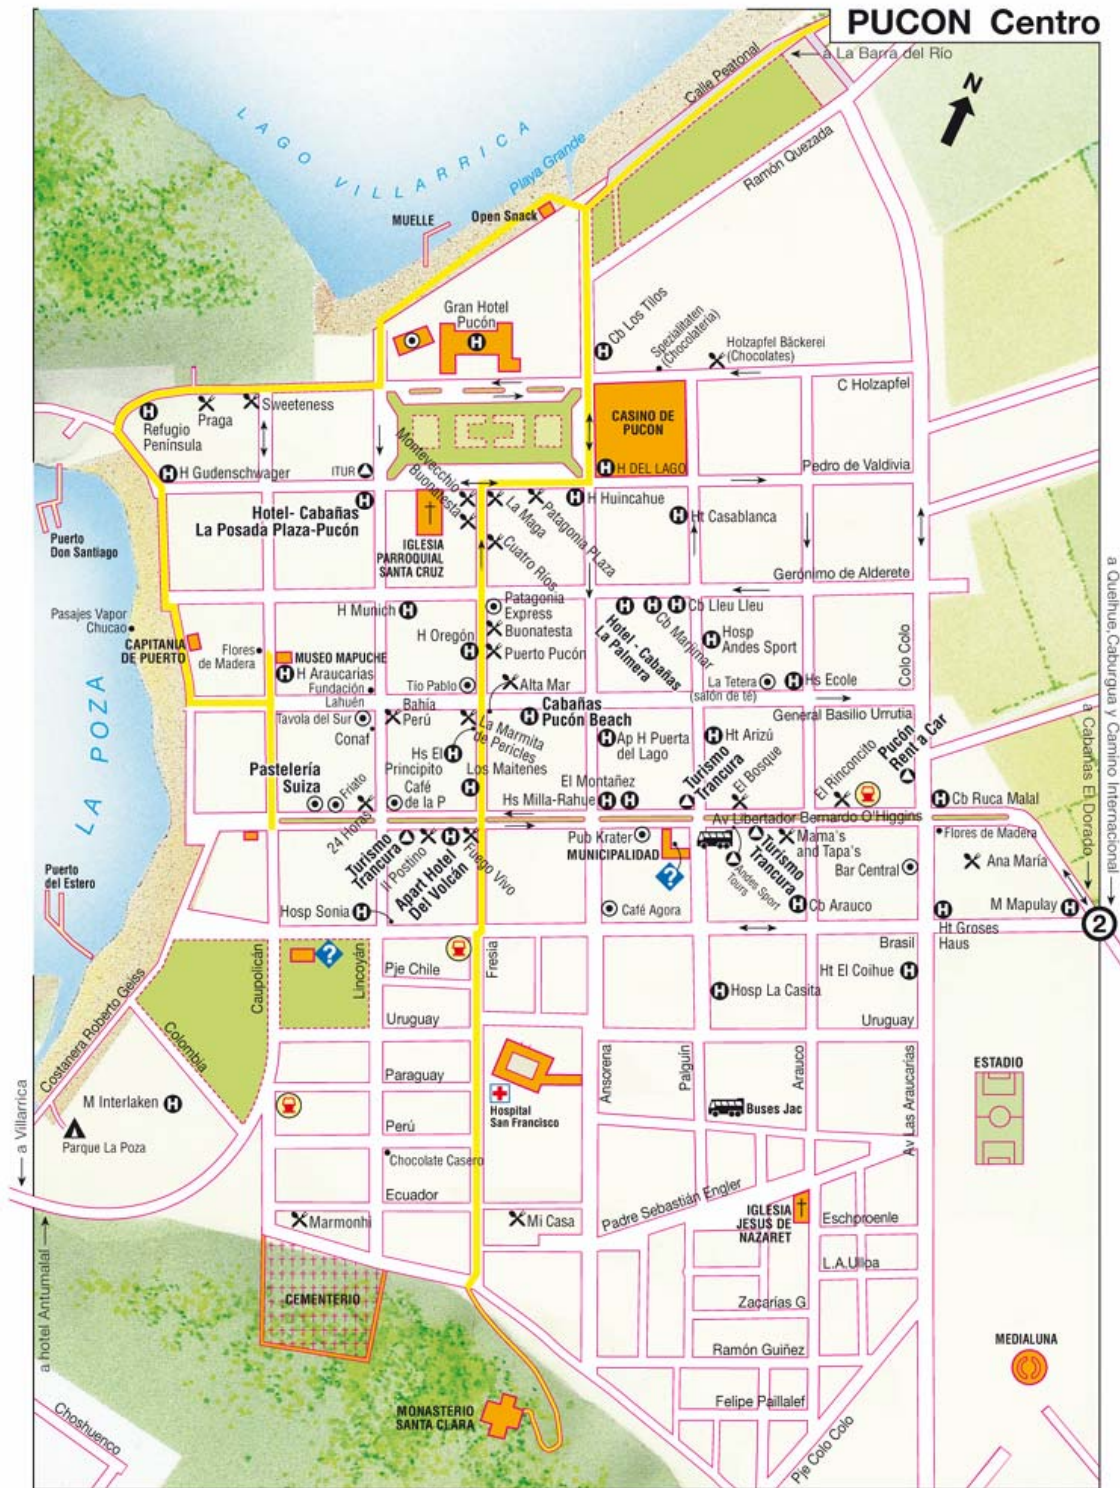 PUCON Centro
à La Barra del Río
N
Calle Peatonal
LAGO VILLARRICA
Playa Grande
Ramón Quezada
MUELLE
Open Snack
Gran Hotel
Pucón
H
H
Cb Los Tilos
Spezialitaten
(Chocolatería)
Holzapfel Bäckerei
(Chocolates)
C Holzapfel
H
Refugio
Península
Praga
Sweeteness
CASINO DE
PUCON
H
H DEL LAGO
Pedro de Valdivia
H
H Gudenschwager
ITUR
Montevecchio
Buonatesta
La Maga
Patagonia PLaza
H
H Huincahue
H
Hotel- Cabañas
La Posada Plaza-Pucón
H
Ht Casablanca
Puerto
Don Santiago
IGLESIA
PARROQUIAL
SANTA CRUZ
Cuatro Ríos
Gerónimo de Alderete
Pasajes Vapor
Chucao
CAPITANIA
DE PUERTO
Flores
de Madera
H Munich
H
Patagonia
Express
H
H
H
Cb Lleu Lleu
Cb Marjimar
Hotel - Cabañas
La Palmera
H
Hosp
Andes Sport
Colo Colo
a Quelhue, Caburgua y Camino Internacional
a Cabañas El Dorado
H Oregón
H
Buonatesta
Puerto Pucón
MUSEO MAPUCHE
H
H Araucarias
Fundación
Lahuén
Tío Pablo
Alta Mar
La Tetera
(salón de té)
H
Hs Ecole
General Basilio Urrutia
LA POZA
Tavola del Sur
Conaf
Bahía
Perú
La Marmita
de Pericles
H
Cabañas
Pucón Beach
H
Ap H Puerta
del Lago
H
Ht Arizú
Pucón
Rent a Car
Pastelería
Suiza
Friato
24 Horas
Hs El
Principito
H
Café
de la P
Los Maitenes
H
El Montañez
Hs Milla-Rahue
H
H
Turismo
Trancura
El Bosque
El Rinconcito
H
Cb Ruca Malal
Av Libertador Bernardo O'Higgins
Turismo
Trancura
Il Postino
H
Apart Hotel
Del Volcán
Fuego Vivo
Pub Krater
MUNICIPALIDAD
?
Andes Sport
Tours
Turismo
Trancura
Mama's
and Tapa's
Bar Central
Flores de Madera
Ana María
Puerto
del Estero
Hosp Sonia
H
Café Agora
H
Cb Arauco
H
Ht Groses
Haus
M Mapulay
H
2
Brasil
Caupolicán
?
Lincoyán
Pje Chile
Fresia
Ht El Coihue
H
H
Hosp La Casita
Uruguay
Uruguay
Costanera Roberto Geiss
Colombia
Paraguay
Hospital
San Francisco
Ansorena
Palguín
Arauco
Av Las Araucarias
ESTADIO
Buses Jac
M Interlaken
H
Parque La Poza
a Villarrica
Perú
Chocolate Casero
Ecuador
Marmonhi
Mi Casa
Padre Sebastián Engler
IGLESIA
JESUS DE
NAZARET
Eschproenle
L.A.Ulloa
Zacarías G
Ramón Guiñez
Felipe Paillalef
Pje Colo Colo
MEDIALUNA
CEMENTERIO
a hotel Antumalal
MONASTERIO
SANTA CLARA
Choshuenco